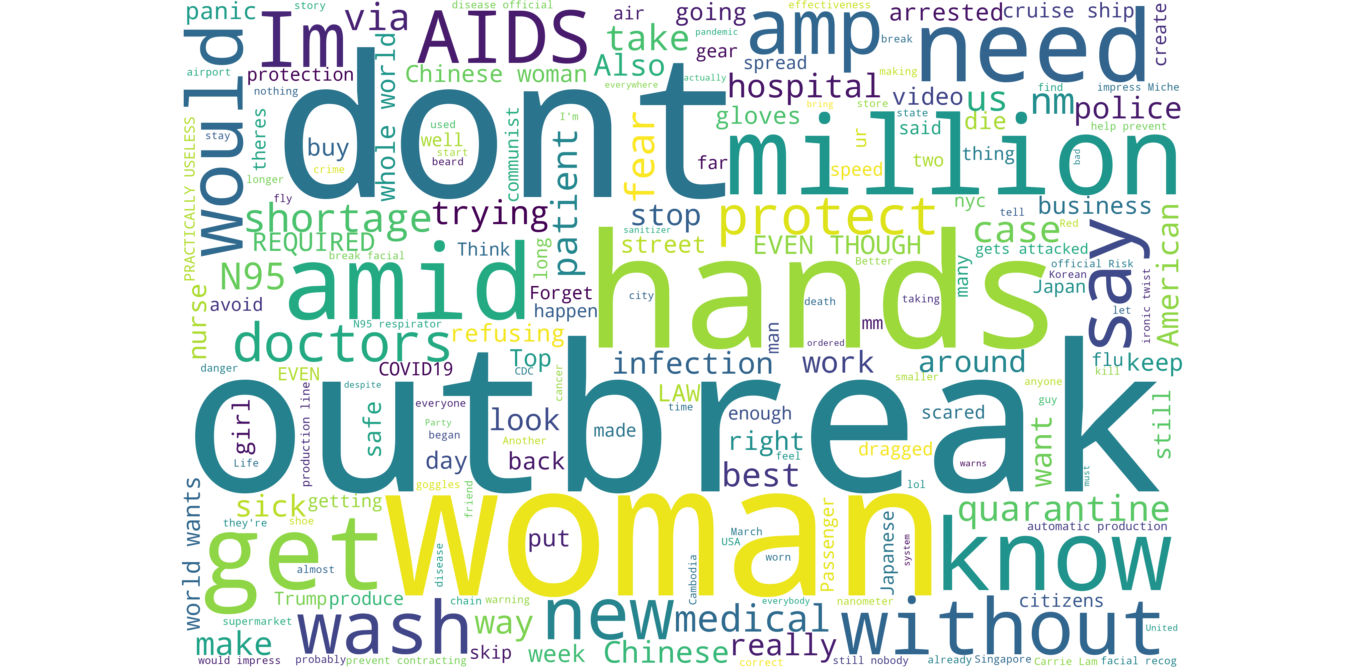 panic
story
via
disease official
air
going
effectiveness
arrested
cruise ship
create
would
Im
AIDS
take
gear
amp
break
need
airport
protection
nothing
whole world
Chinese woman
Also
everywhere
pandemic
actually
spread
hospital
making
video
us
find
nm
impress Miche
police
dont
fear
million
stay
theres
buy
used
well
start
beard
crime
communist
I'm
patient
far
gloves
bring
store
ur
speed
state
said
two
die
thing
help prevent
bad
PRACTICALLY USELESS
longer
fly
shortage
trying
stop
protect
nyc
tell
case
Red
business
say
American
REQUIRED
break facial
Think
long
sanitizer
street
EVEN THOUGH
Better
many
gets attacked
official Risk
Korean
Japan
ironic twist
N95
amid
Forget
happen
hands
city
death
taking
let
nurse
avoid
N95 respirator
refusing
man
mm
ordered
doctors
Top
CDC
cancer
infection
work
around
flu
keep
kill
danger
EVEN
COVID19
outbreak
despite
LAW
time
smaller
anyone
guy
girl
Life
production line
safe
everyone
Party
began
look
Another
made
enough
right
feel
scared
dragged
warns
want
still
must
day
back
best
lol
world wants
sick
getting
they're
shoe
goggles
friend
woman
put
quarantine
automatic production
get
almost
disease
March
USA
worn
Cambodia
Passenger
Japanese
system
know
Trump
produce
chain
warning
everybody
nanometer
citizens
supermarket
wash
way
new
medical
without
United
make
skip
week
Chinese
really
correct
would impress
probably
prevent contracting
still nobody
already
Singapore
Carrie Lam
facial recog